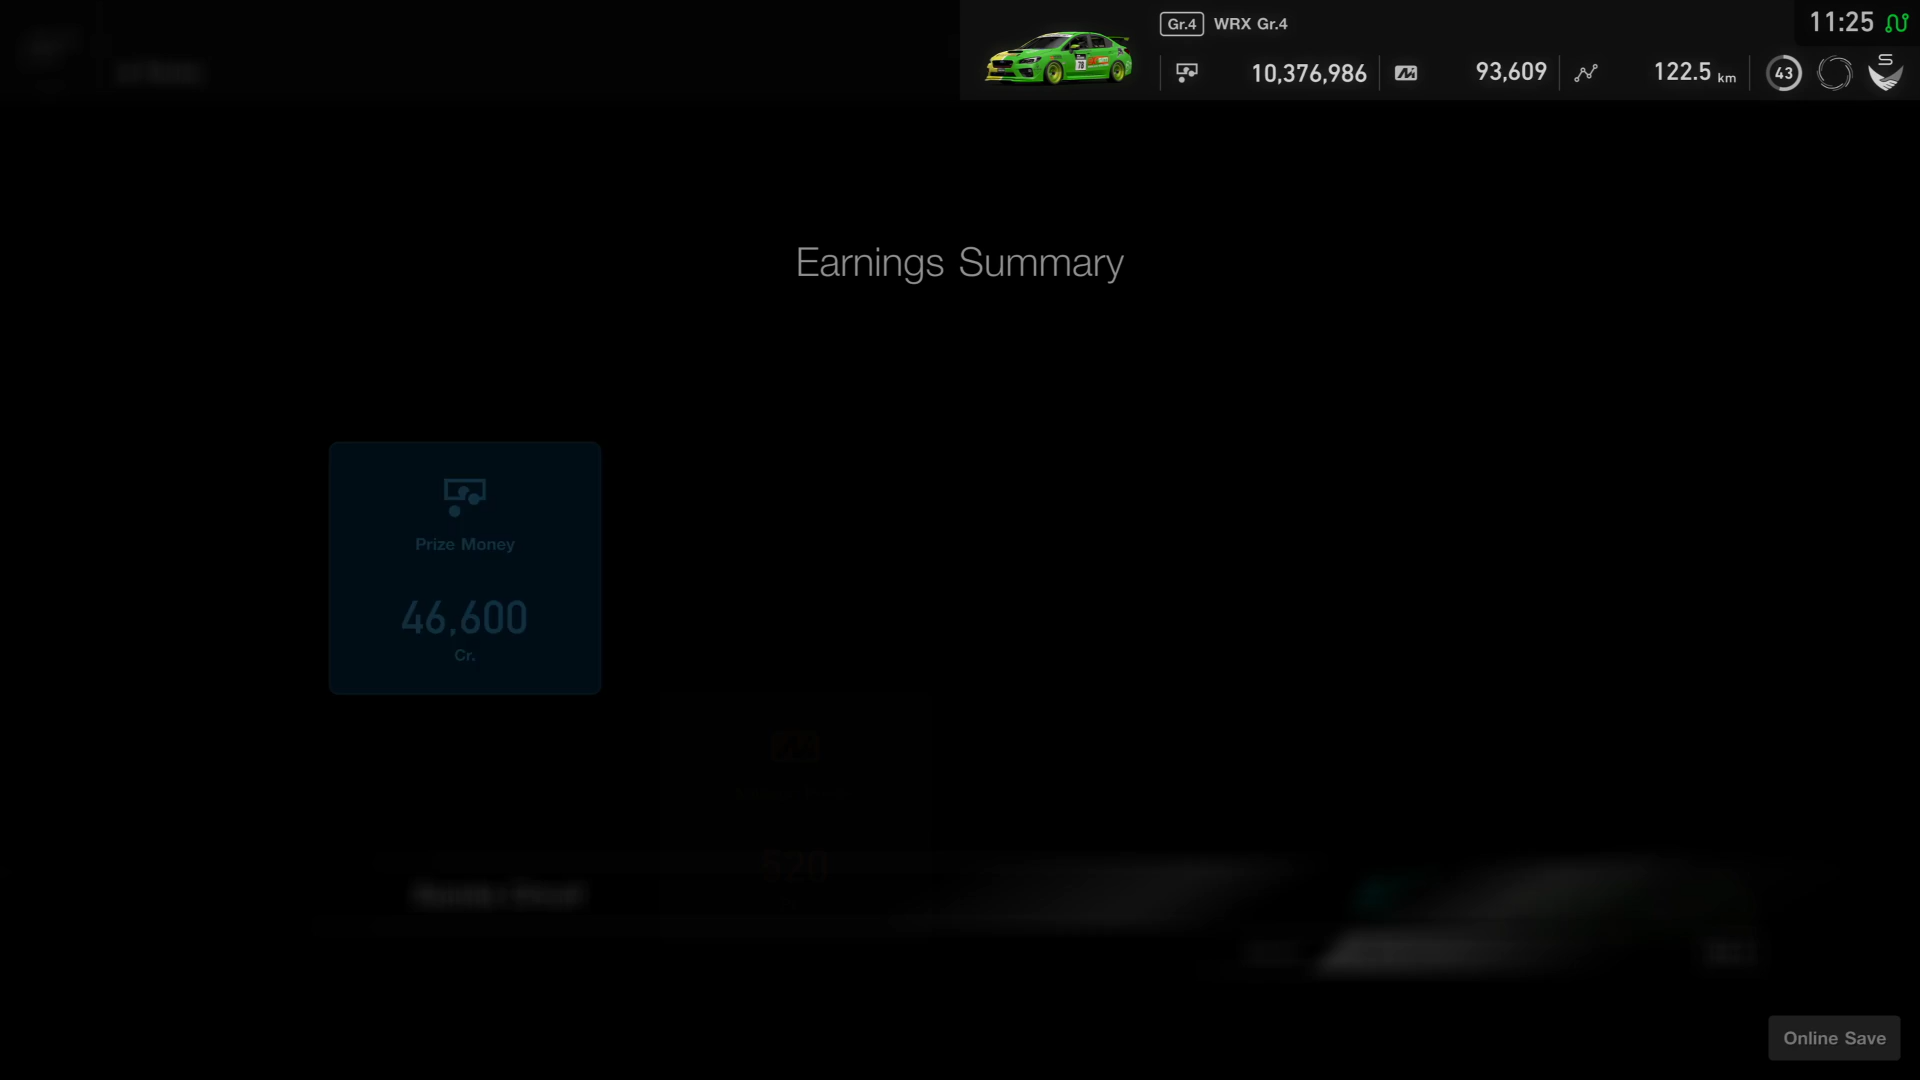 Gr.4 WRX Gr.4
11:25
10,376,986
93,609
122.5 km
43
S
Earnings Summary
Prize Money
46,600
Cr.
520
Online Save